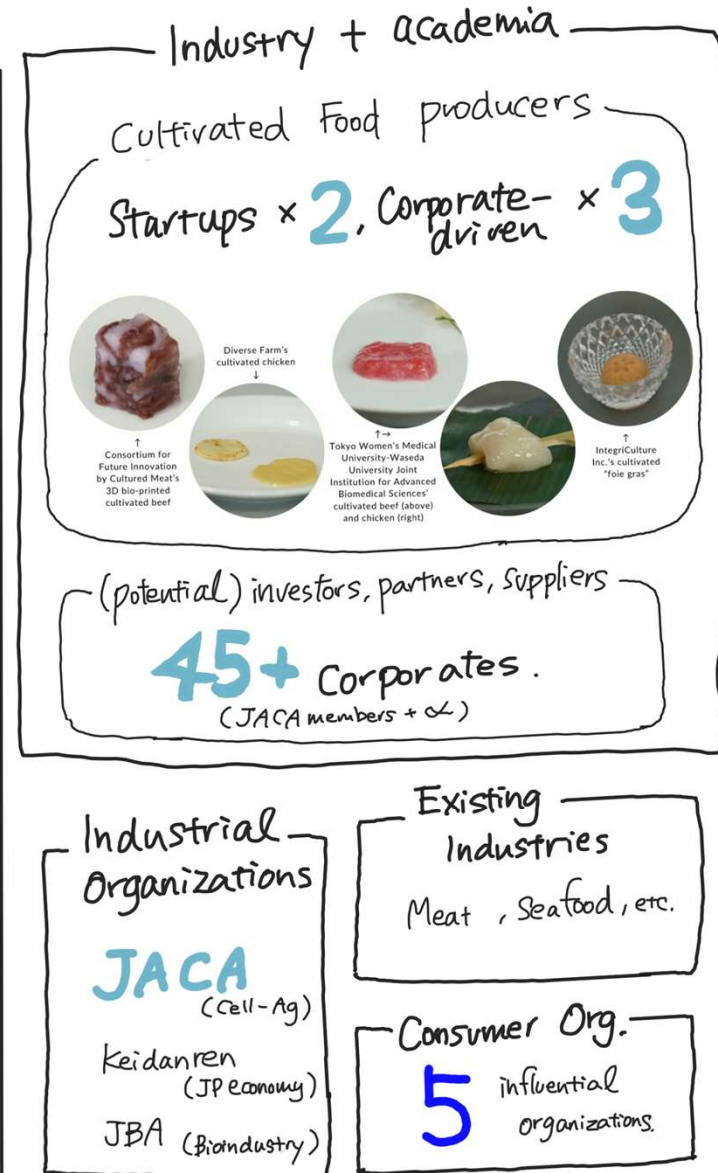 Industry + academia
Cultivated Food producers
Startups × 2, Corporate-driven × 3
Diverse Farm's
cultivated chicken
↓
↑
Consortium for
Future Innovation
by Cultured Meat's
3D bio-printed
cultivated beef
↑→
Tokyo Women's Medical
University-Waseda
University Joint
Institution for Advanced
Biomedical Sciences'
cultivated beef (above)
and chicken (right)
↑
IntegriCulture
Inc.'s cultivated
"foie gras"
(potential) investors, partners, suppliers
45+ corporates.
(JACA members + α)
Industrial
Organizations
JACA
(Cell-Ag)
Keidanren
(JP economy)
JBA (Bioindustry)
Existing
Industries
Meat, Seafood, etc.
Consumer Org.
5 influential
organizations.